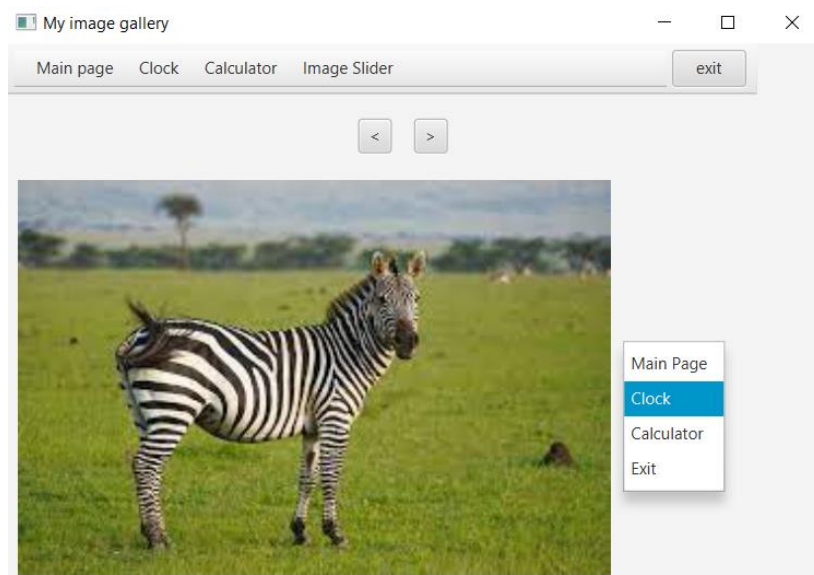 My image gallery
Main page Clock Calculator Image Slider exit
< >
Main Page
Clock
Calculator
Exit